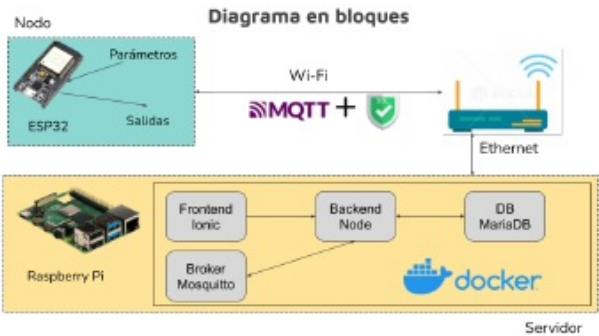 Diagrama en bloques
Nodo
Parámetros
Salidas
ESP32
Wi-Fi
MQTT +
Ethernet
Frontend
Ionic
Backend
Node
DB
MariaDB
Broker
Mosquitto
Raspberry Pi
docker
Servidor